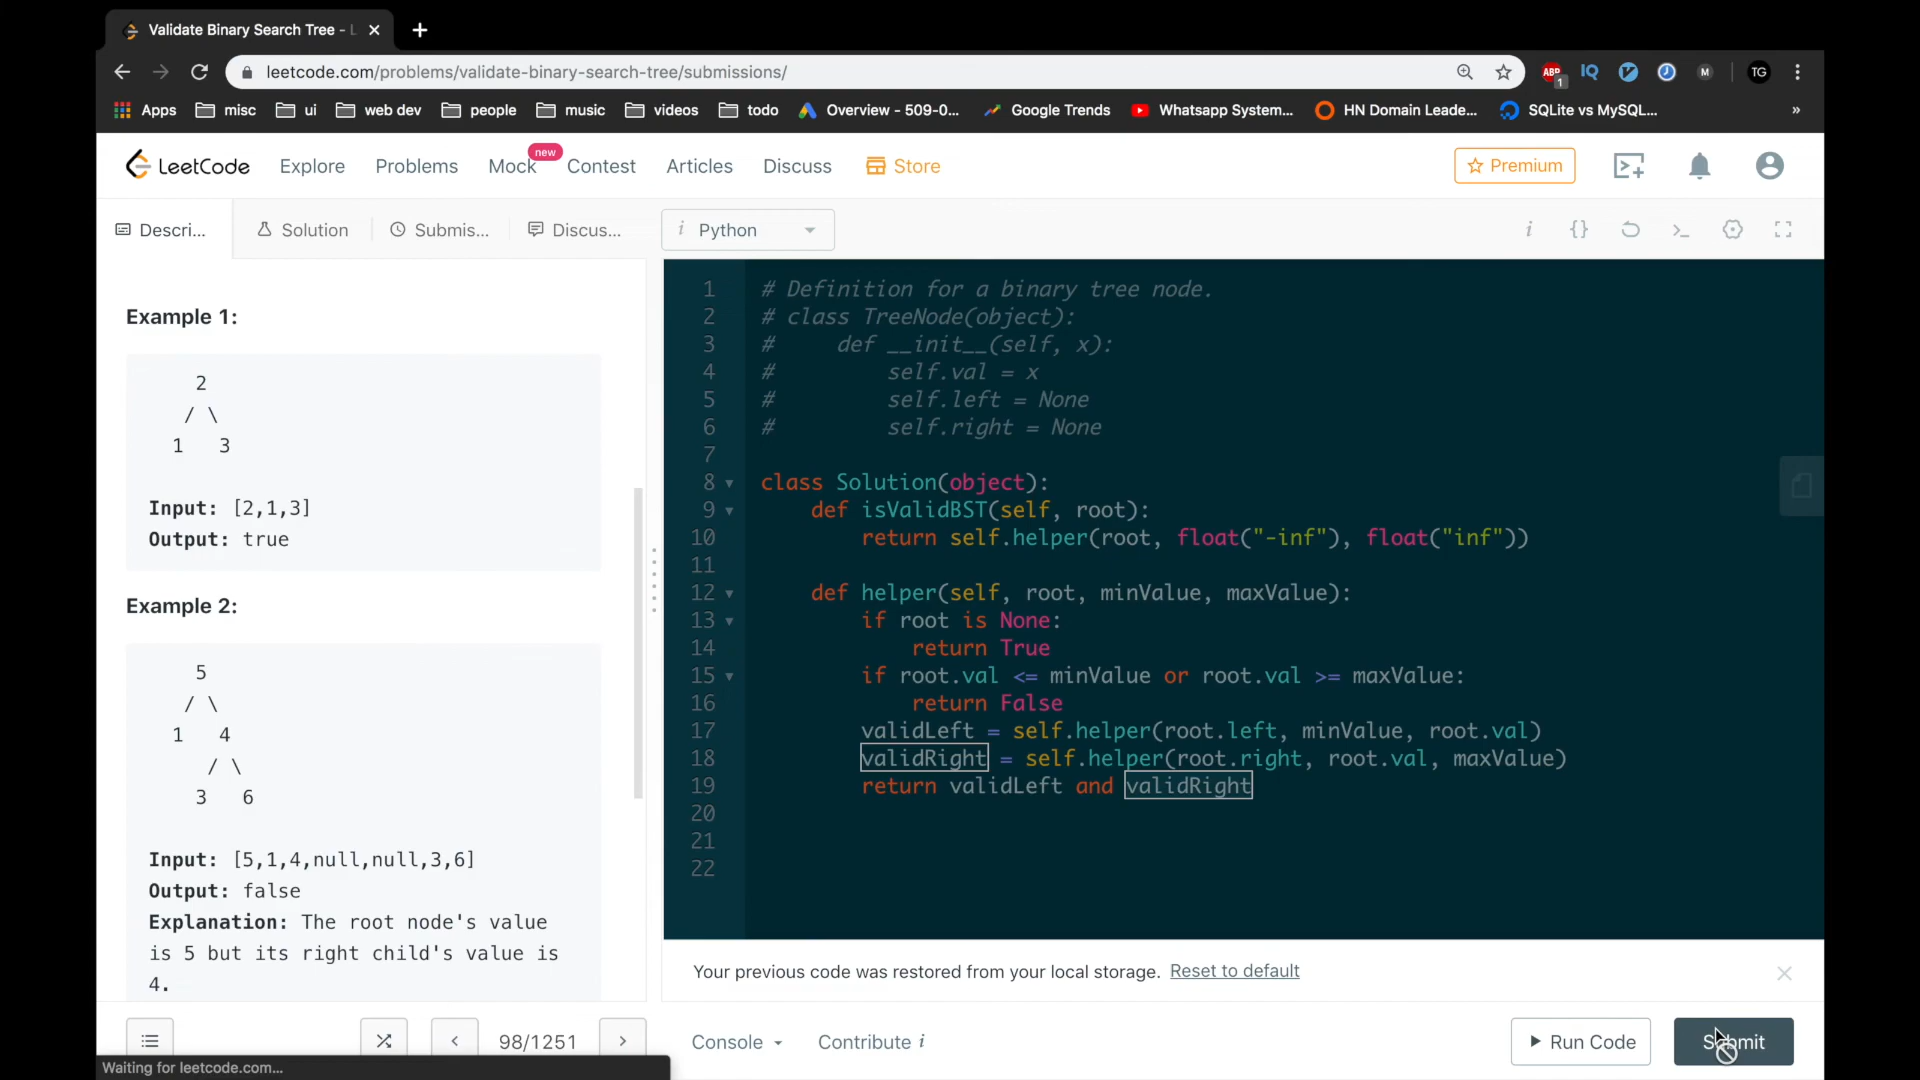 Validate Binary Search Tree - L
leetcode.com/problems/validate-binary-search-tree/submissions/
ABP 1 IQ M TG
Apps misc ui web dev people music videos todo Overview - 509-0... Google Trends Whatsapp System... HN Domain Leade... SQLite vs MySQL... »
LeetCode Explore Problems Mock new Contest Articles Discuss Store Premium
Descri... Solution Submis... Discus... i Python i {}
Example 1:
2
/ \
1 3
Input: [2,1,3]
Output: true
Example 2:
5
/ \
1 4
/ \
3 6
Input: [5,1,4,null,null,3,6]
Output: false
Explanation: The root node's value
is 5 but its right child's value is
4.
1 # Definition for a binary tree node.
2 # class TreeNode(object):
3 #     def __init__(self, x):
4 #         self.val = x
5 #         self.left = None
6 #         self.right = None
7
8 class Solution(object):
9     def isValidBST(self, root):
10         return self.helper(root, float("-inf"), float("inf"))
11
12     def helper(self, root, minValue, maxValue):
13         if root is None:
14             return True
15         if root.val <= minValue or root.val >= maxValue:
16             return False
17         validLeft = self.helper(root.left, minValue, root.val)
18         validRight = self.helper(root.right, root.val, maxValue)
19         return validLeft and validRight
20
21
22
Your previous code was restored from your local storage. Reset to default
98/1251
Console Contribute i Run Code Submit
Waiting for leetcode.com...